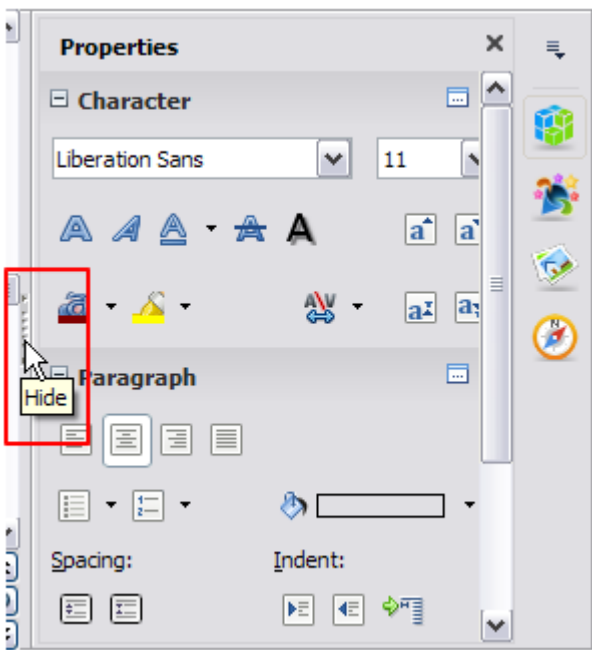 Properties
Character
Liberation Sans
11
Paragraph
Hide
Spacing:
Indent: